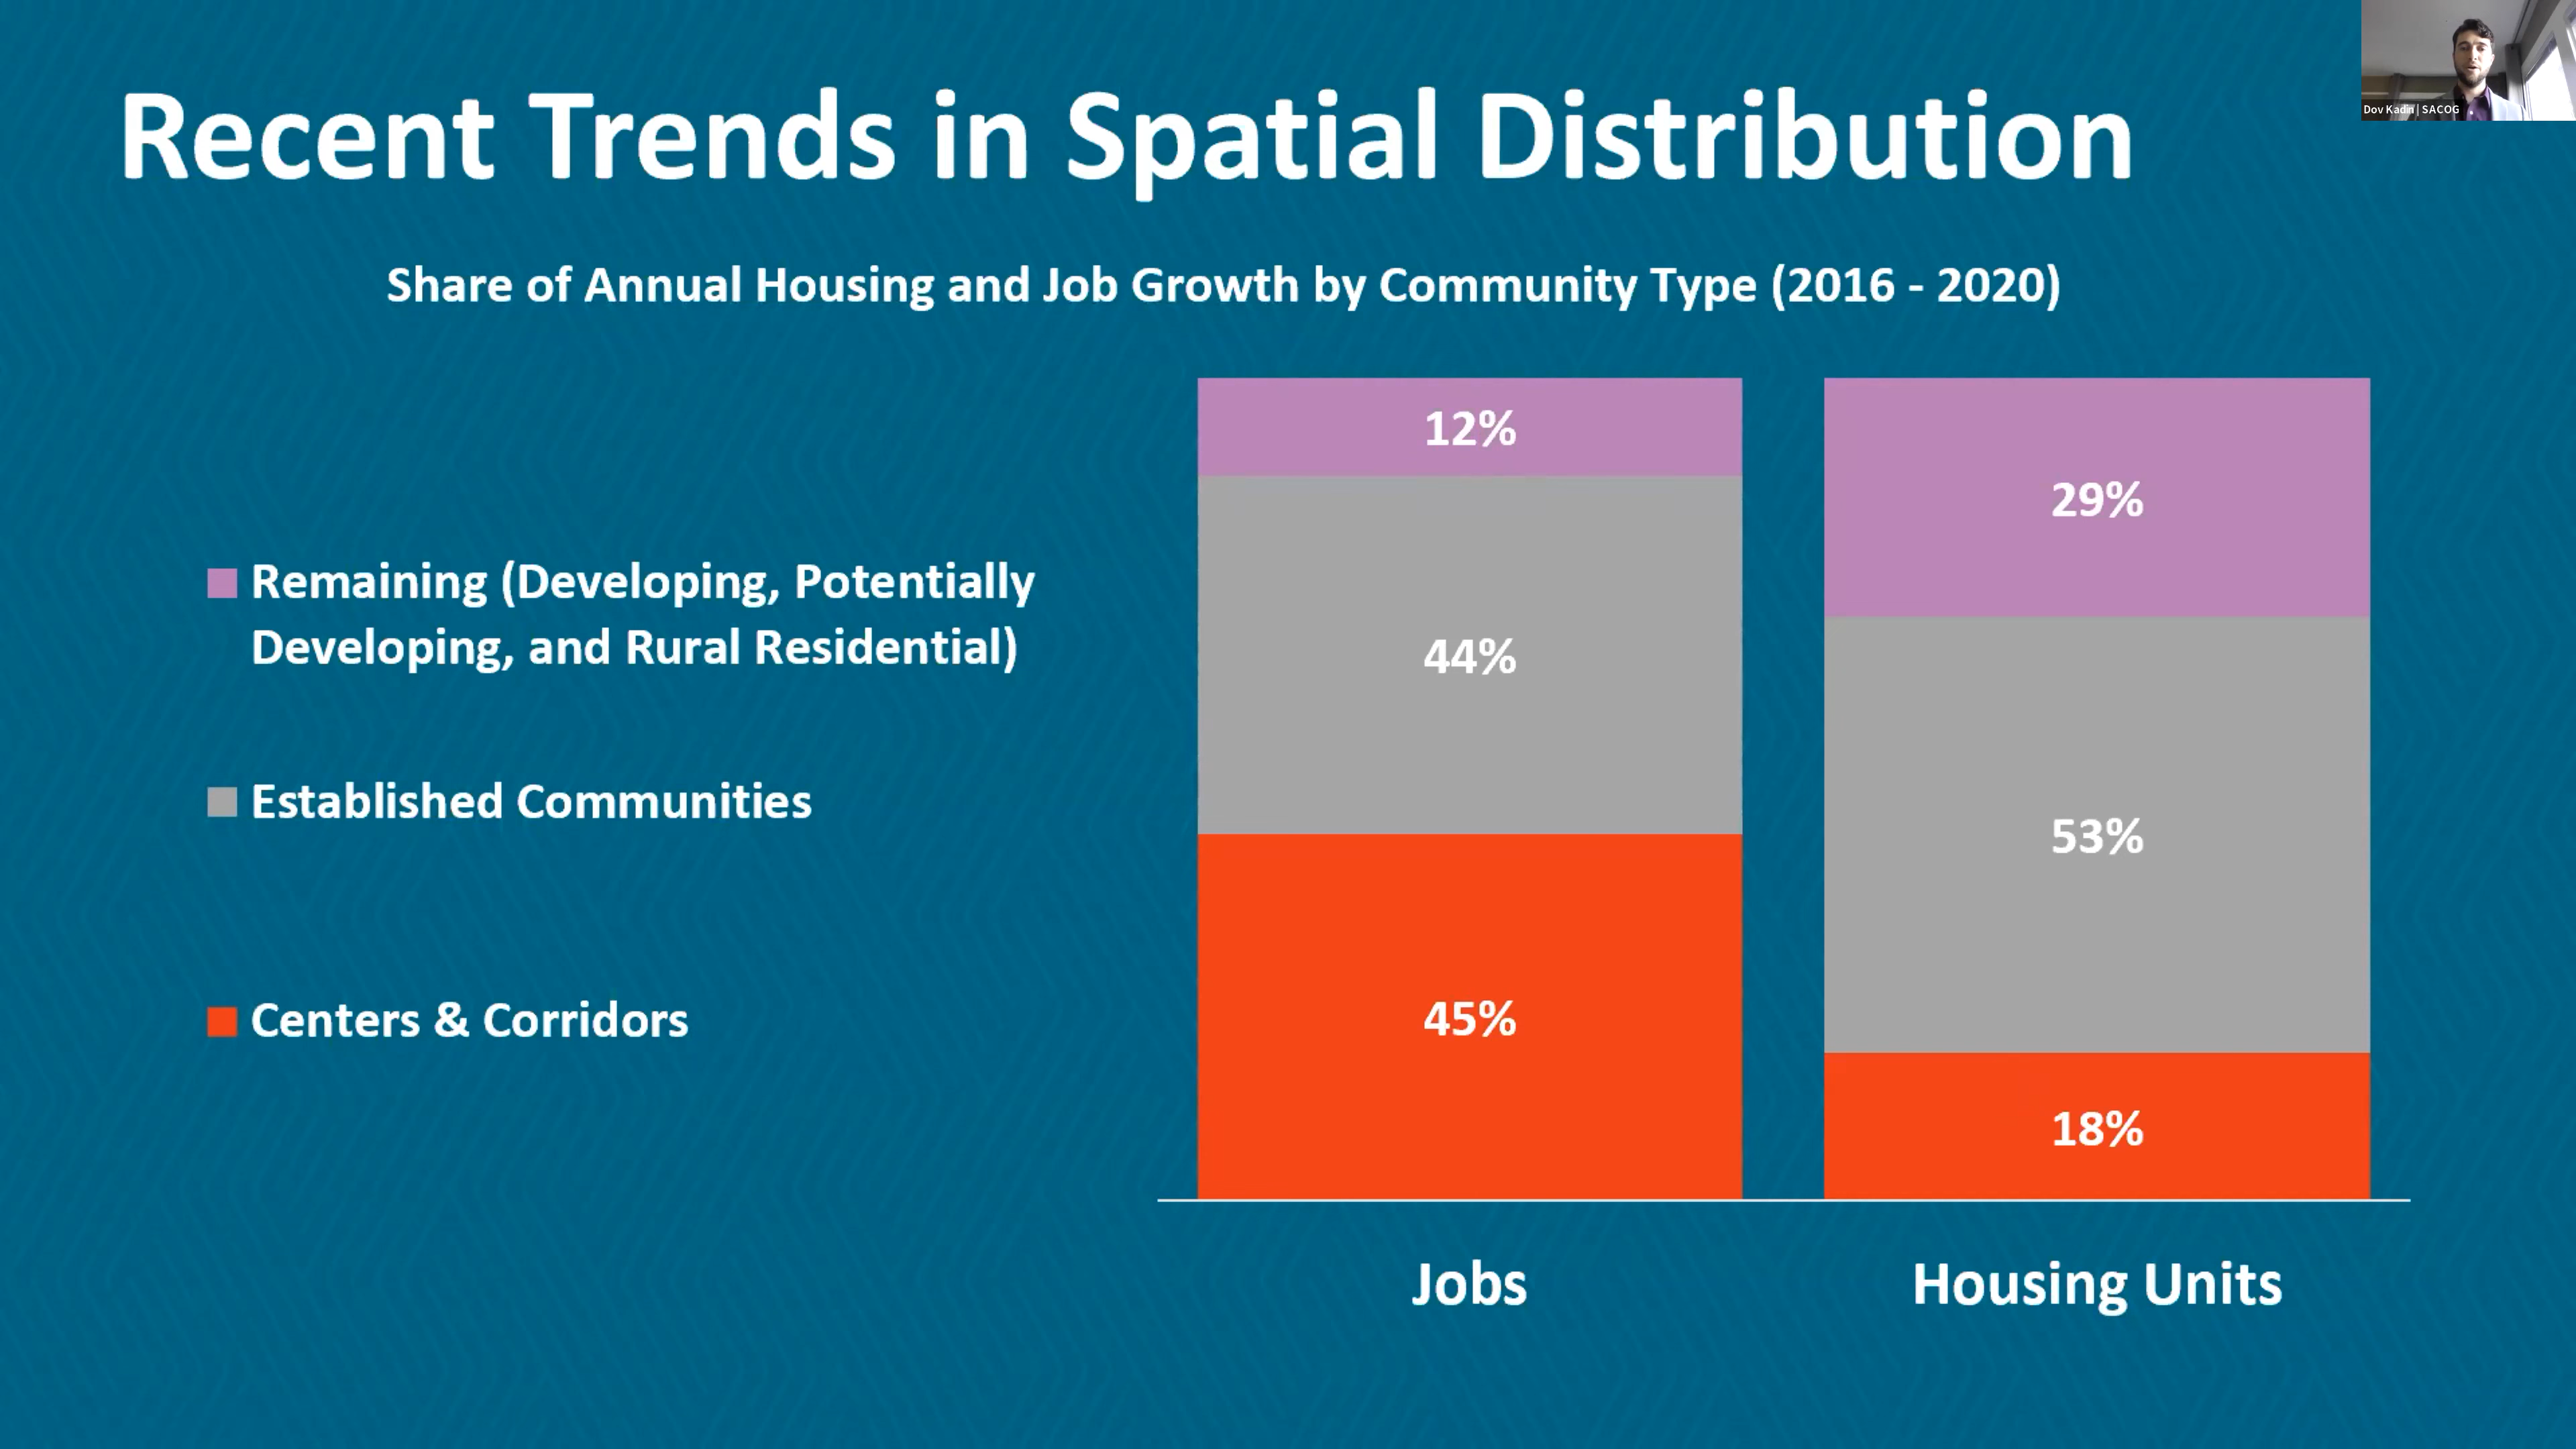 Recent Trends in Spatial Distribution
Dov Kadin | SACOG
Share of Annual Housing and Job Growth by Community Type (2016 - 2020)
Remaining (Developing, Potentially
Developing, and Rural Residential)
Established Communities
Centers & Corridors
12%
44%
45%
29%
53%
18%
Jobs
Housing Units